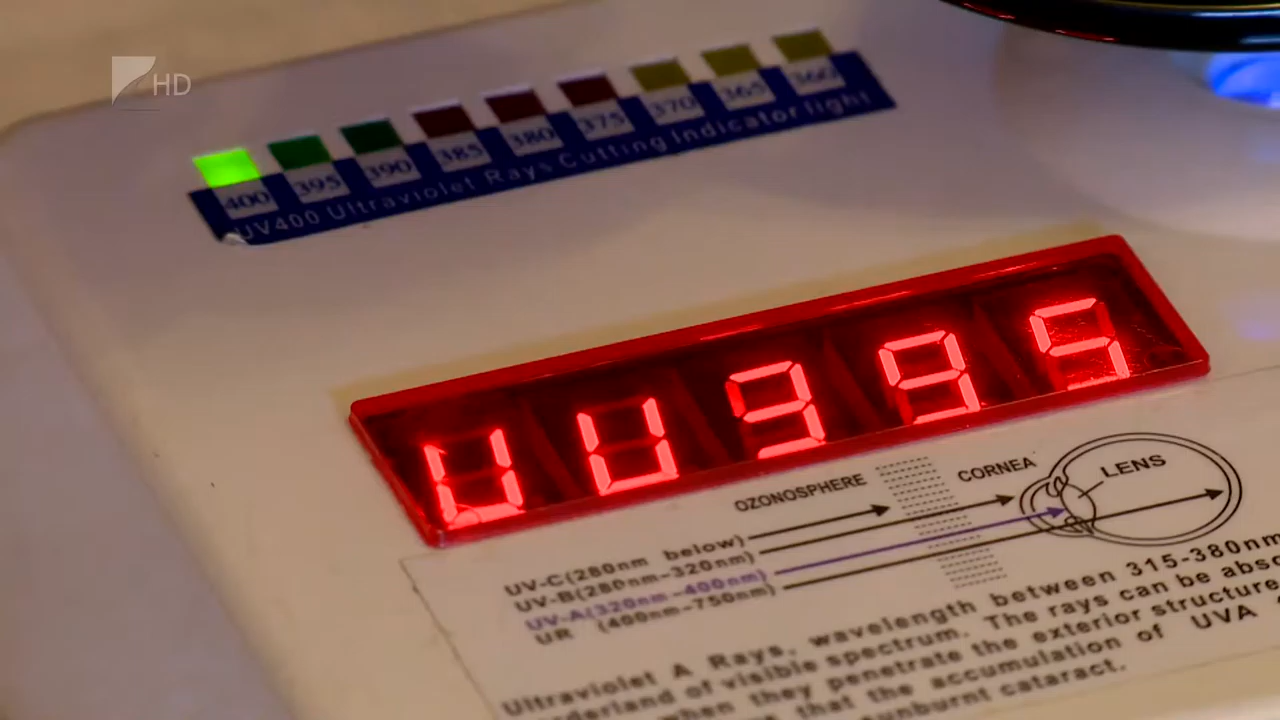 HD
400 395 390 385 380 375 370 365 360
UV400 Ultraviolet Rays Cutting indicator light
UU995
OZONOSPHERE CORNEA LENS
UV-C(280nm below)
UV-B(280nm-320nm)
UV-A(320nm-400nm)
UR (400nm-750nm)
Ultraviolet A Rays, wavelength between 315-380nm
of visible spectrum. The rays can be
when they penetrate the exterior structure
that the accumulation of UVA
sunburnt cataract.